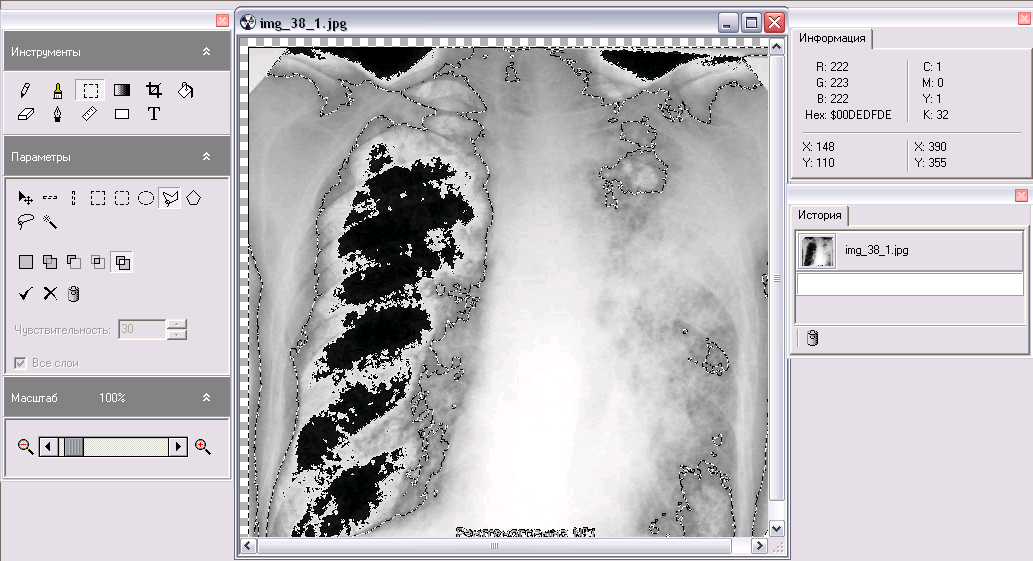 img_38_1.jpg
Инструменты
T
Параметры
Чувствительность: 30
Все слои
Масштаб 100%
Информация
R: 222 C: 1
G: 223 M: 0
B: 222 Y: 1
Hex: $00DEDFDE K: 32
X: 148 X: 390
Y: 110 Y: 355
История
img_38_1.jpg